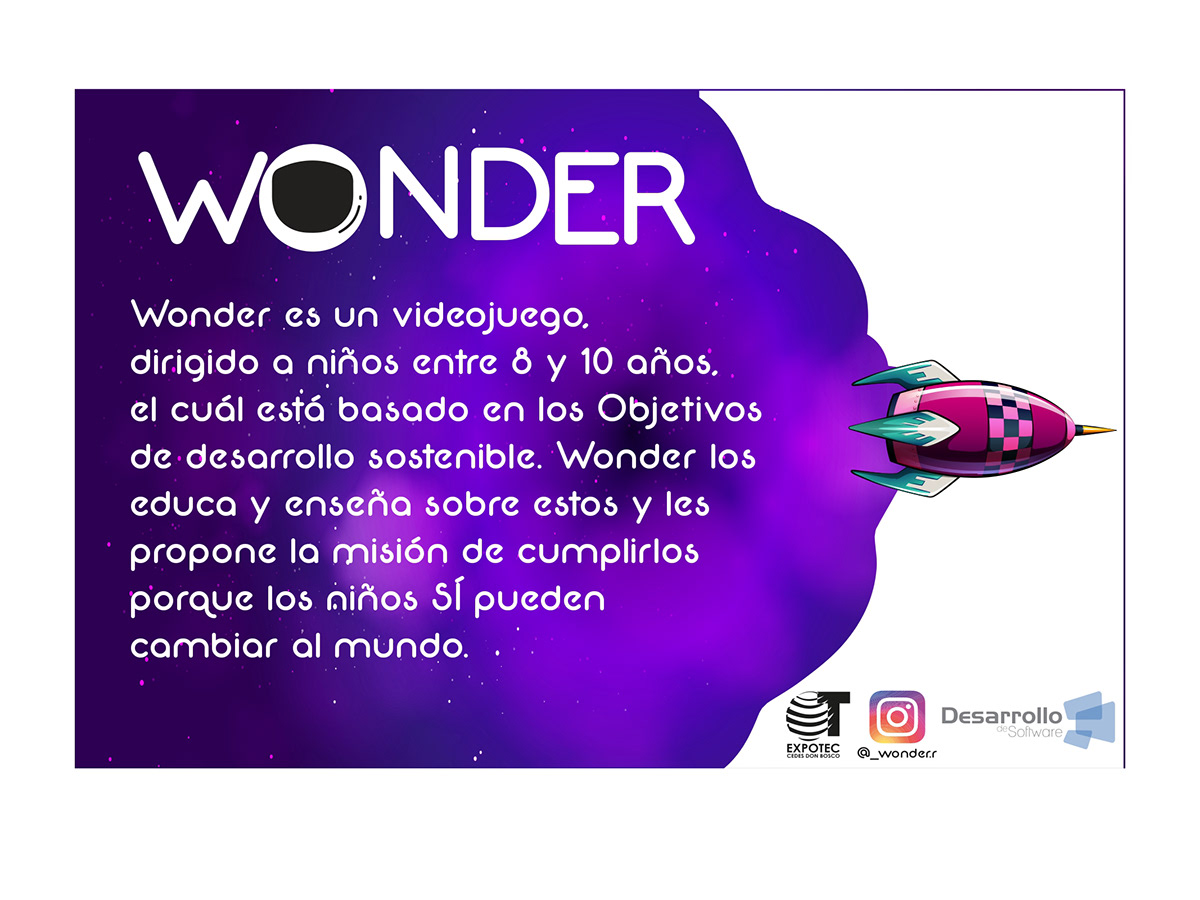 WONDER
Wonder es un videojuego,
dirigido a niños entre 8 y 10 años,
el cuál está basado en los Objetivos
de desarrollo sostenible. Wonder los
educa y enseña sobre estos y les
propone la misión de cumplirlos
porque los niños SÍ pueden
cambiar al mundo.
EXPOTEC
CEDES DON BOSCO
@_wonder.r
Desarrollo
de Software